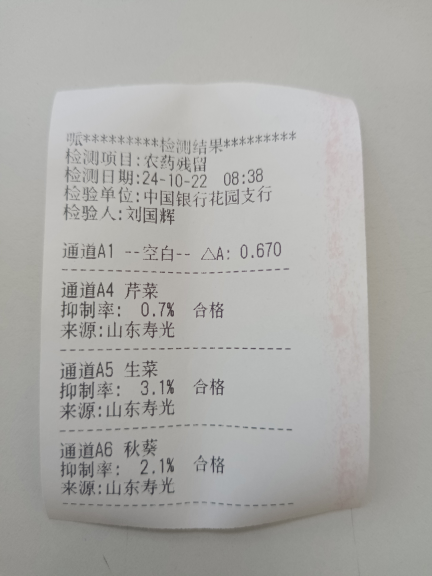 哌*********检测结果*********
检测项目:农药残留
检测日期:24-10-22 08:38
检验单位:中国银行花园支行
检验人:刘国辉
通道A1 --空白-- △A: 0.670
通道A4 芹菜
抑制率: 0.7% 合格
来源:山东寿光
通道A5 生菜
抑制率: 3.1% 合格
来源:山东寿光
通道A6 秋葵
抑制率: 2.1% 合格
来源:山东寿光